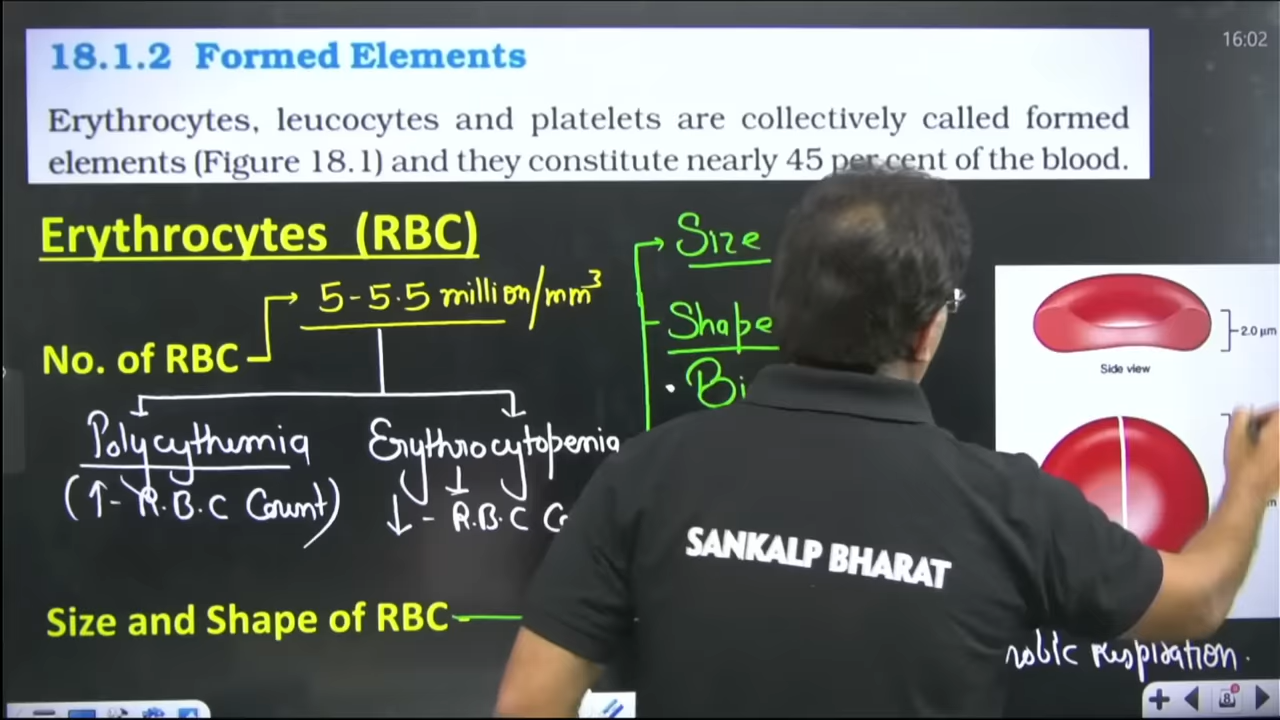 16:02
18.1.2 Formed Elements
Erythrocytes, leucocytes and platelets are collectively called formed
elements (Figure 18.1) and they constitute nearly 45 per cent of the blood.
Erythrocytes (RBC)
5-5.5 million/mm³
No. of RBC
Polycythemia
(↑- R.B.C Count)
Erythrocytopenia
↓ - R.B.C
Size and Shape of RBC
Size
Shape
• Bi
2.0 µm
Side view
SANKALP BHARAT
respiration.
8